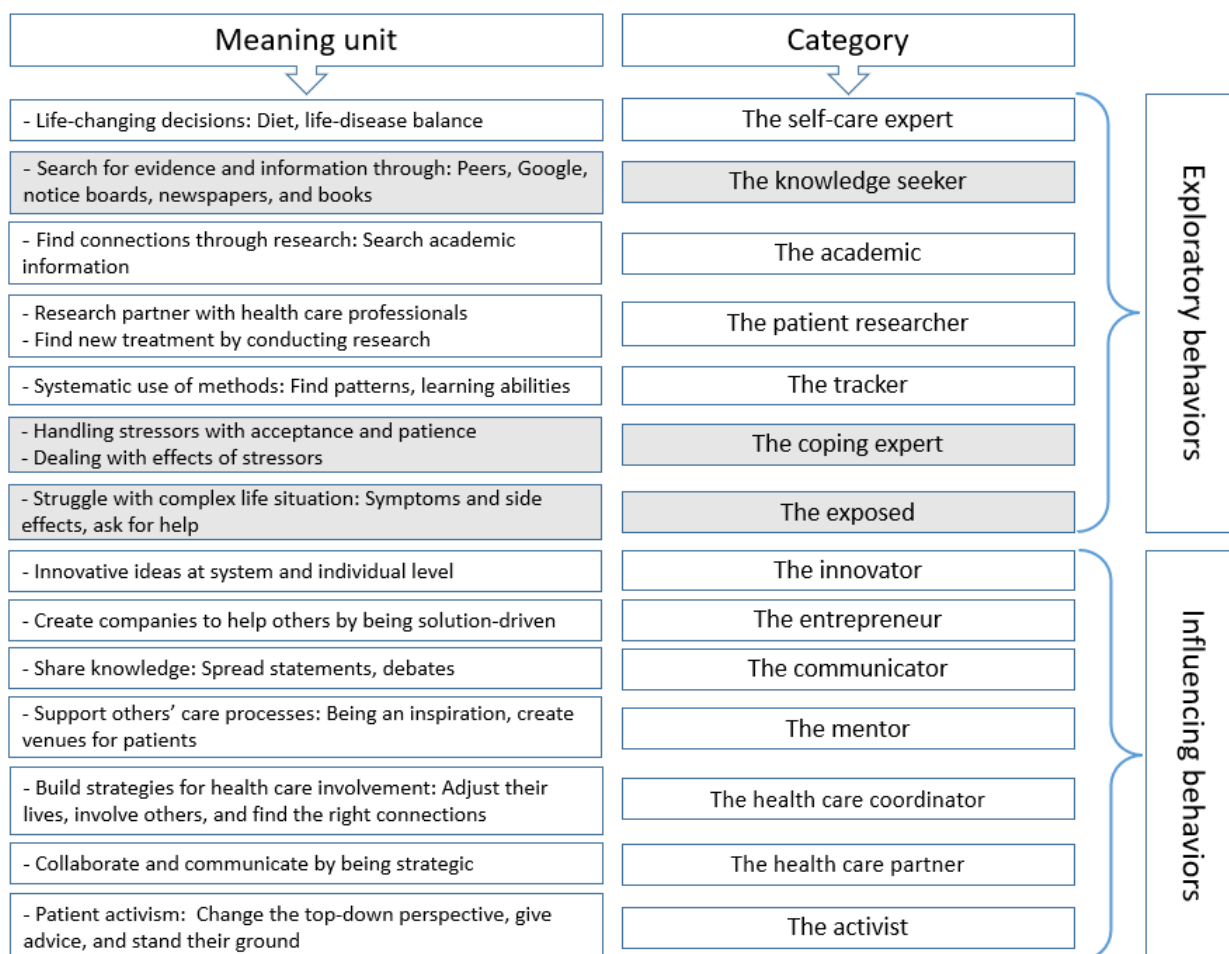 Meaning unit
Category
- Life-changing decisions: Diet, life-disease balance
The self-care expert
- Search for evidence and information through: Peers, Google,
notice boards, newspapers, and books
The knowledge seeker
- Find connections through research: Search academic
information
The academic
- Research partner with health care professionals
- Find new treatment by conducting research
The patient researcher
- Systematic use of methods: Find patterns, learning abilities
The tracker
- Handling stressors with acceptance and patience
- Dealing with effects of stressors
The coping expert
- Struggle with complex life situation: Symptoms and side
effects, ask for help
The exposed
Exploratory behaviors
- Innovative ideas at system and individual level
The innovator
- Create companies to help others by being solution-driven
The entrepreneur
- Share knowledge: Spread statements, debates
The communicator
- Support others’ care processes: Being an inspiration, create
venues for patients
The mentor
- Build strategies for health care involvement: Adjust their
lives, involve others, and find the right connections
The health care coordinator
- Collaborate and communicate by being strategic
The health care partner
- Patient activism:  Change the top-down perspective, give
advice, and stand their ground
The activist
Influencing behaviors